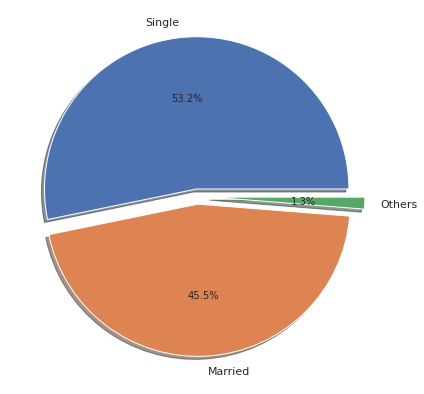 Single
53.2%
1.3%
Others
45.5%
Married